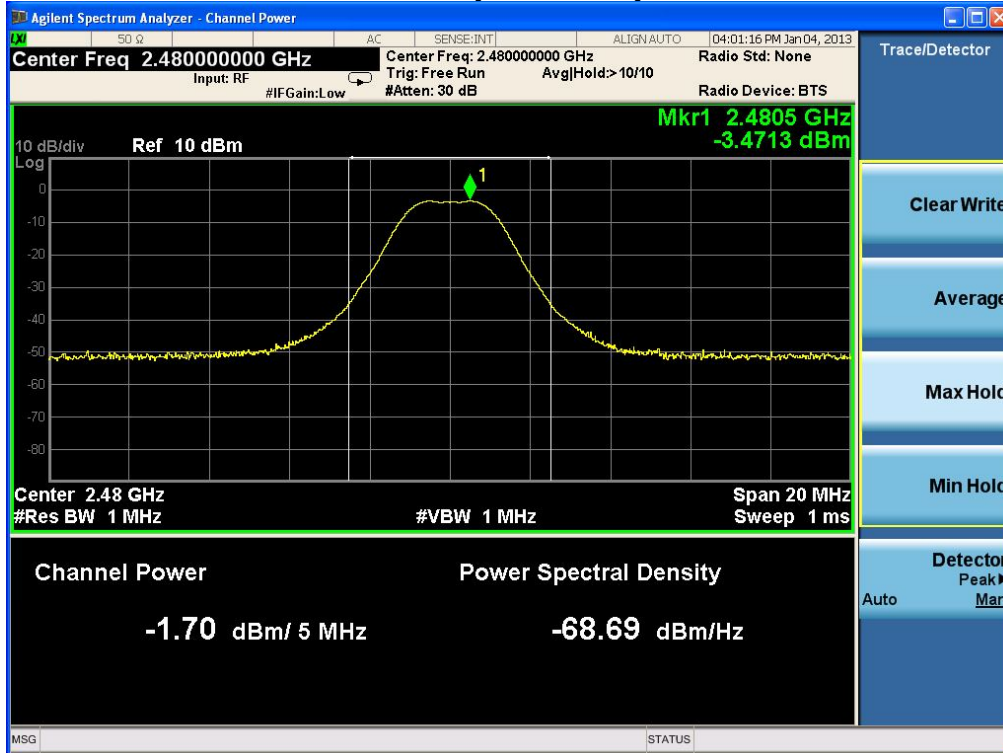 Agilent Spectrum Analyzer - Channel Power
LXI 50 Ω AC SENSE:INT ALIGN AUTO 04:01:16 PM Jan 04, 2013
Center Freq 2.480000000 GHz
Input: RF
#IFGain:Low
Center Freq: 2.480000000 GHz
Trig: Free Run Avg|Hold:>10/10
#Atten: 30 dB
Radio Std: None
Radio Device: BTS
Trace/Detector
Mkr1 2.4805 GHz
-3.4713 dBm
10 dB/div Ref 10 dBm
Log
1
0
-10
-20
-30
-40
-50
-60
-70
-80
Clear Write
Average
Max Hold
Min Hold
Center 2.48 GHz Span 20 MHz
#Res BW 1 MHz #VBW 1 MHz Sweep 1 ms
Detector
Peak
Auto Man
Channel Power Power Spectral Density
-1.70 dBm/ 5 MHz -68.69 dBm/Hz
MSG STATUS